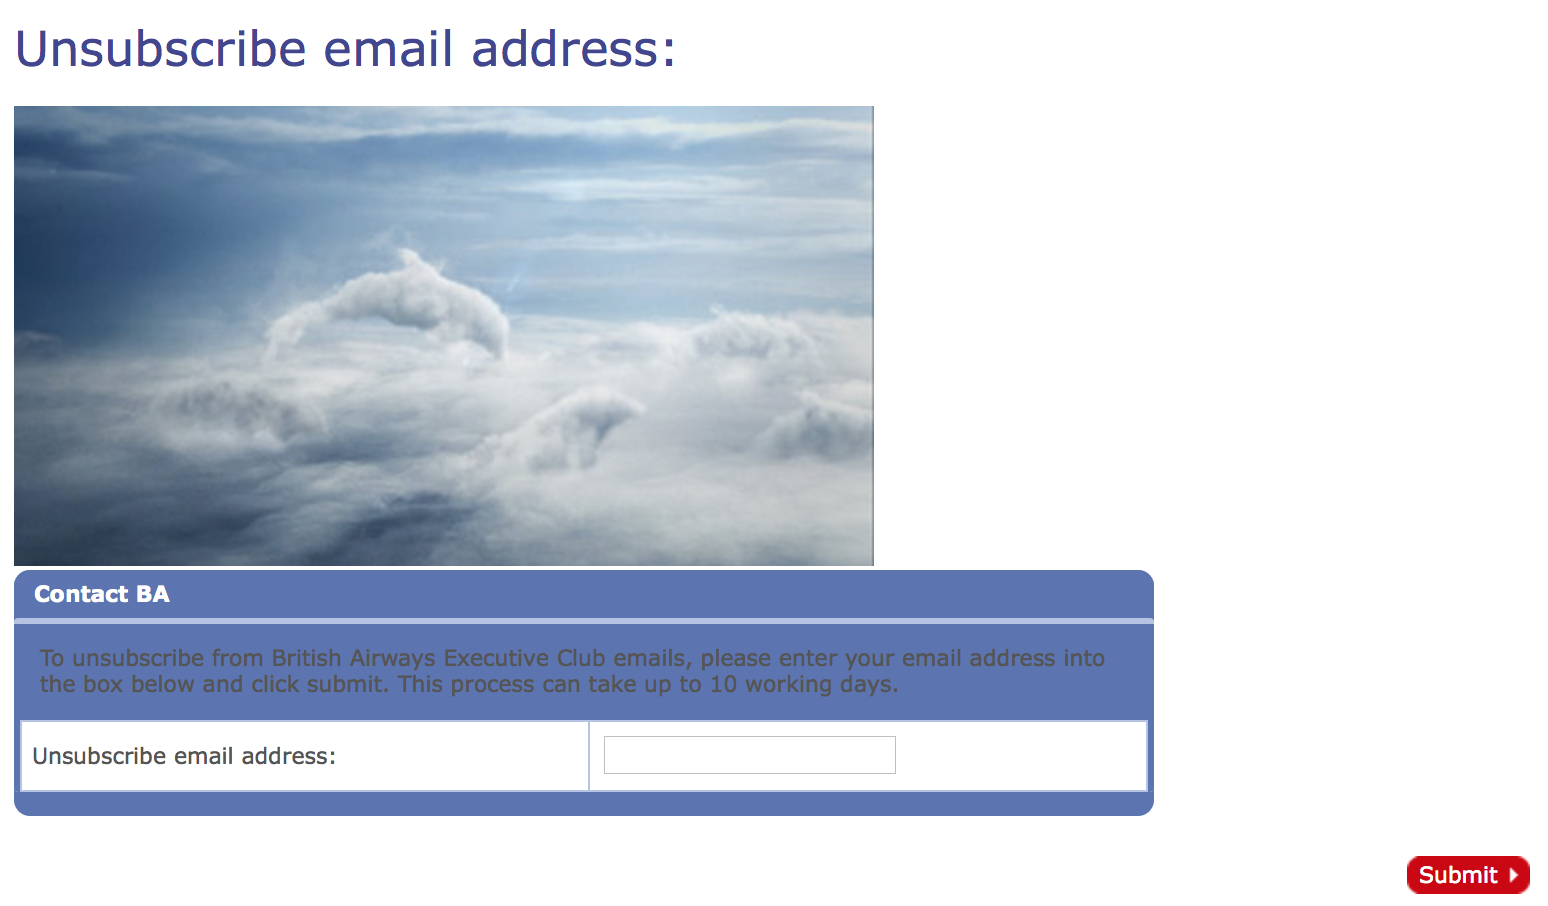 Unsubscribe email address:
Contact BA
To unsubscribe from British Airways Executive Club emails, please enter your email address into
the box below and click submit. This process can take up to 10 working days.
Unsubscribe email address:
Submit